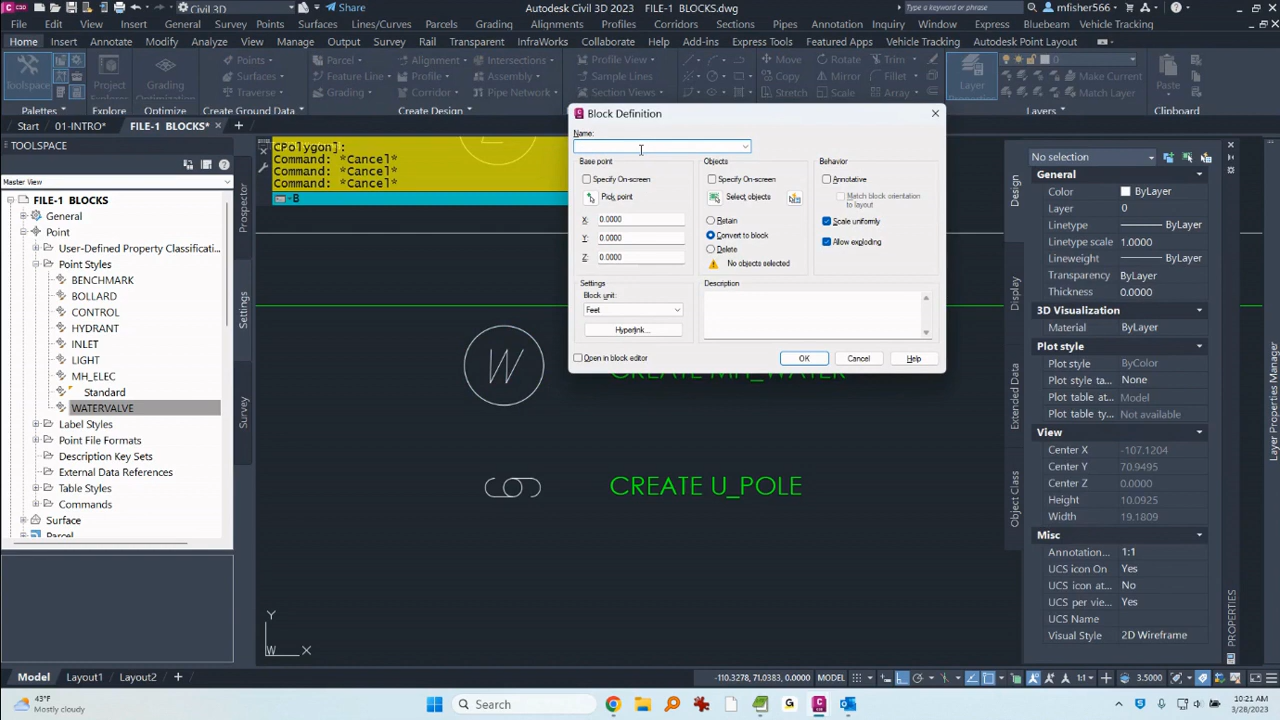 Civil 3D
Share
Autodesk Civil 3D 2023
FILE-1 BLOCKS.dwg
Type a keyword or phrase
mfisher566
File
Edit
View
Insert
General
Survey
Points
Surfaces
Lines/Curves
Parcels
Grading
Alignments
Profiles
Corridors
Sections
Pipes
Annotation
Inquiry
Window
Express
Bluebeam
Vehicle Tracking
Home
Insert
Annotate
Modify
Analyze
View
Manage
Output
Survey
Rail
Transparent
InfraWorks
Collaborate
Help
Add-ins
Express Tools
Featured Apps
Vehicle Tracking
Autodesk Point Layout
Toolspace
Project
Explorer
Grading
Optimization
Points
Surfaces
Traverse
Parcel
Feature Line
Grading
Alignment
Profile
Corridor
Intersections
Assembly
Pipe Network
Profile View
Sample Lines
Section Views
Move
Copy
Stretch
Rotate
Mirror
Scale
Trim
Fillet
Array
Layer
Properties
0
Make Current
Match Layer
Paste
Palettes
Create Ground Data
Create Design
Layers
Clipboard
Start
01-INTRO*
FILE-1 BLOCKS*
TOOLSPACE
Master View
FILE-1 BLOCKS
General
Point
User-Defined Property Classificati...
Point Styles
BENCHMARK
BOLLARD
CONTROL
HYDRANT
INLET
LIGHT
MH_ELEC
Standard
WATERVALVE
Label Styles
Point File Formats
Description Key Sets
External Data References
Table Styles
Commands
Surface
Parcel
Prospector
Settings
Survey
CPolygon]:
Command: *Cancel*
Command: *Cancel*
Command: *Cancel*
B
Block Definition
Name:
Base point
Specify On-screen
Pick point
X: 0.0000
Y: 0.0000
Z: 0.0000
Objects
Specify On-screen
Select objects
Retain
Convert to block
Delete
No objects selected
Behavior
Annotative
Match block orientation
to layout
Scale uniformly
Allow exploding
Settings
Block unit:
Feet
Hyperlink...
Description
Open in block editor
OK
Cancel
Help
W
CREATE MH_WATER
CREATE U_POLE
Y
W
X
No selection
General
Color ByLayer
Layer 0
Linetype ByLayer
Linetype scale 1.0000
Lineweight ByLayer
Transparency ByLayer
Thickness 0.0000
3D Visualization
Material ByLayer
Plot style
Plot style ByColor
Plot style ta... None
Plot table a... Model
Plot table ty... Not available
View
Center X -107.1204
Center Y 70.9495
Center Z 0.0000
Height 10.0925
Width 19.1809
Misc
Annotation... 1:1
UCS icon On Yes
UCS icon at... No
UCS per vie... Yes
UCS Name
Visual Style 2D Wireframe
Design
Display
Extended Data
Object Class
PROPERTIES
Layer Properties Manager
Model
Layout1
Layout2
-110.3278, 71.0383, 0.0000
MODEL
1:1
3.5000
43°F
Mostly cloudy
Search
10:21 AM
3/28/2023